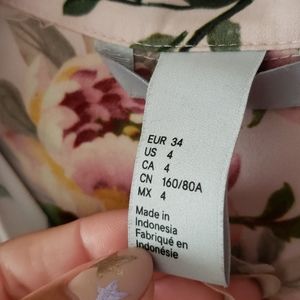 EUR 34
US 4
CA 4
CN 160/80A
MX 4
Made in
Indonesia
Fabriqué en
Indonésie